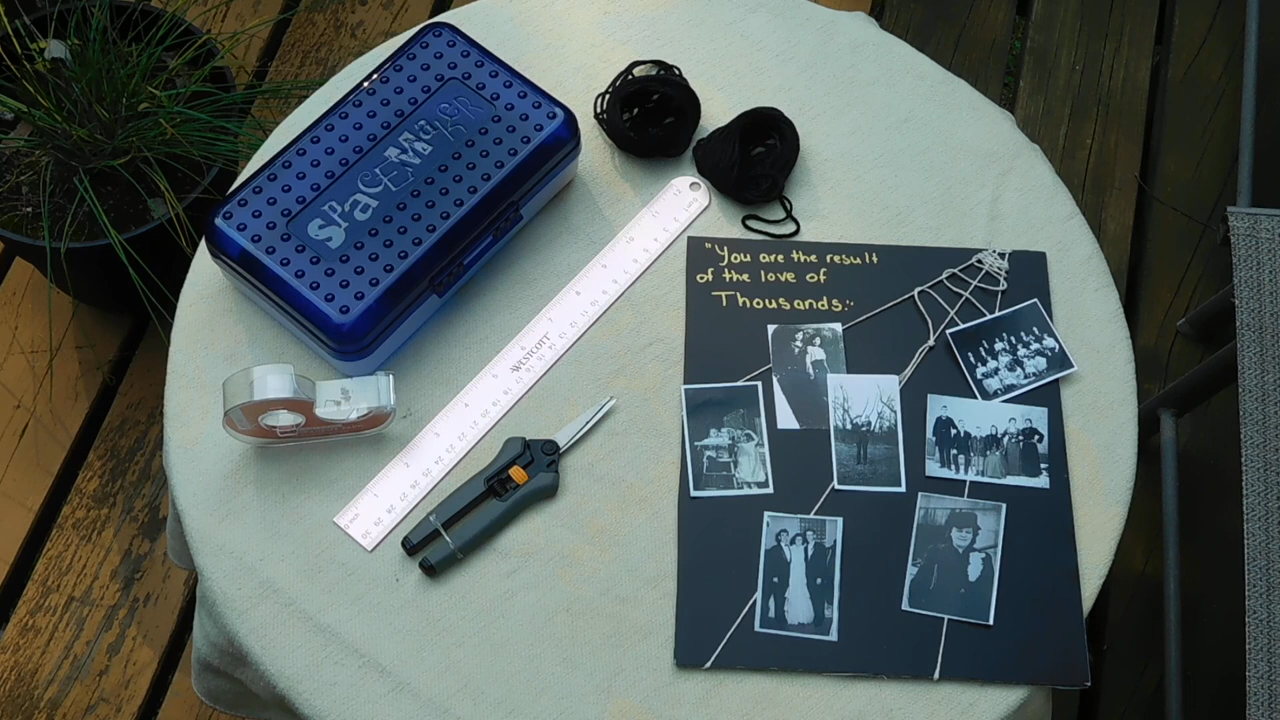 SPACEMaKER
WESTCOTT
"You are the result
of the love of
Thousands."